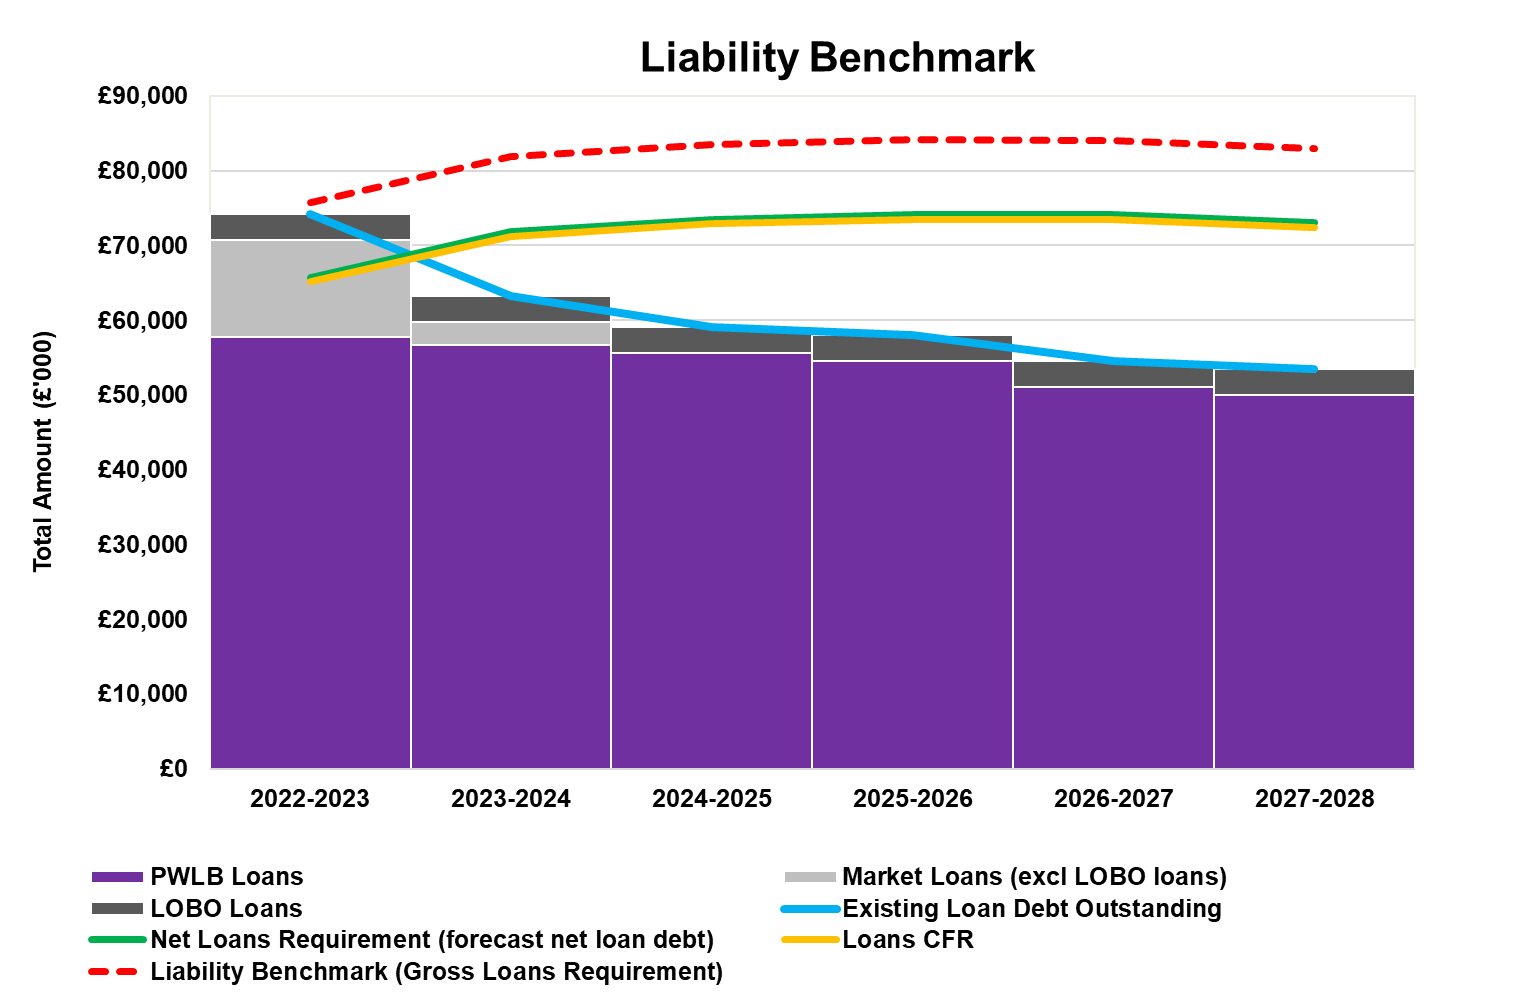 Liability Benchmark
£90,000
£80,000
£70,000
£60,000
£50,000
£40,000
£30,000
£20,000
£10,000
£0
Total Amount (£'000)
2022-2023 2023-2024 2024-2025 2025-2026 2026-2027 2027-2028
PWLB Loans Market Loans (excl LOBO loans)
LOBO Loans Existing Loan Debt Outstanding
Net Loans Requirement (forecast net loan debt) Loans CFR
Liability Benchmark (Gross Loans Requirement)